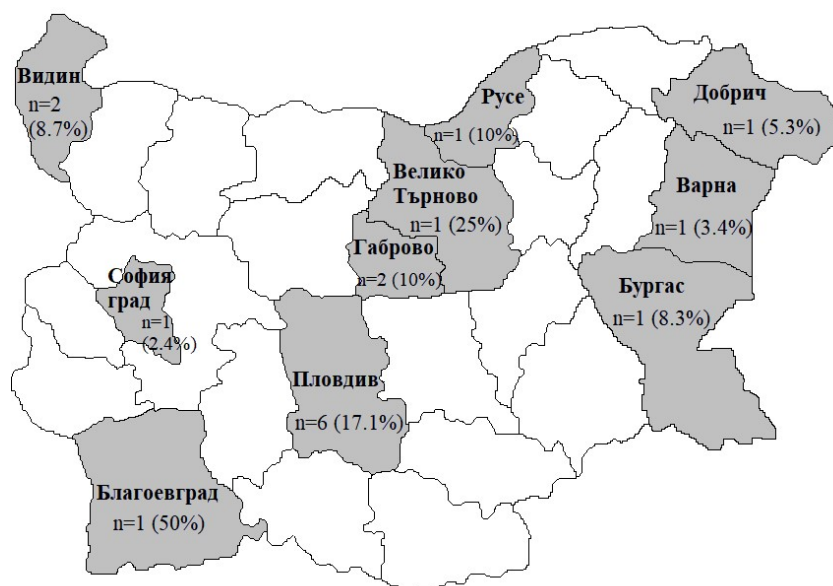 Видин
n=2
(8.7%)
Русе
n=1 (10%)
Добрич
n=1 (5.3%)
Велико
Търново
n=1 (25%)
Варна
n=1 (3.4%)
Габрово
n=2 (10%)
София
град
n=1
(2.4%)
Бургас
n=1 (8.3%)
Пловдив
n=6 (17.1%)
Благоевград
n=1 (50%)